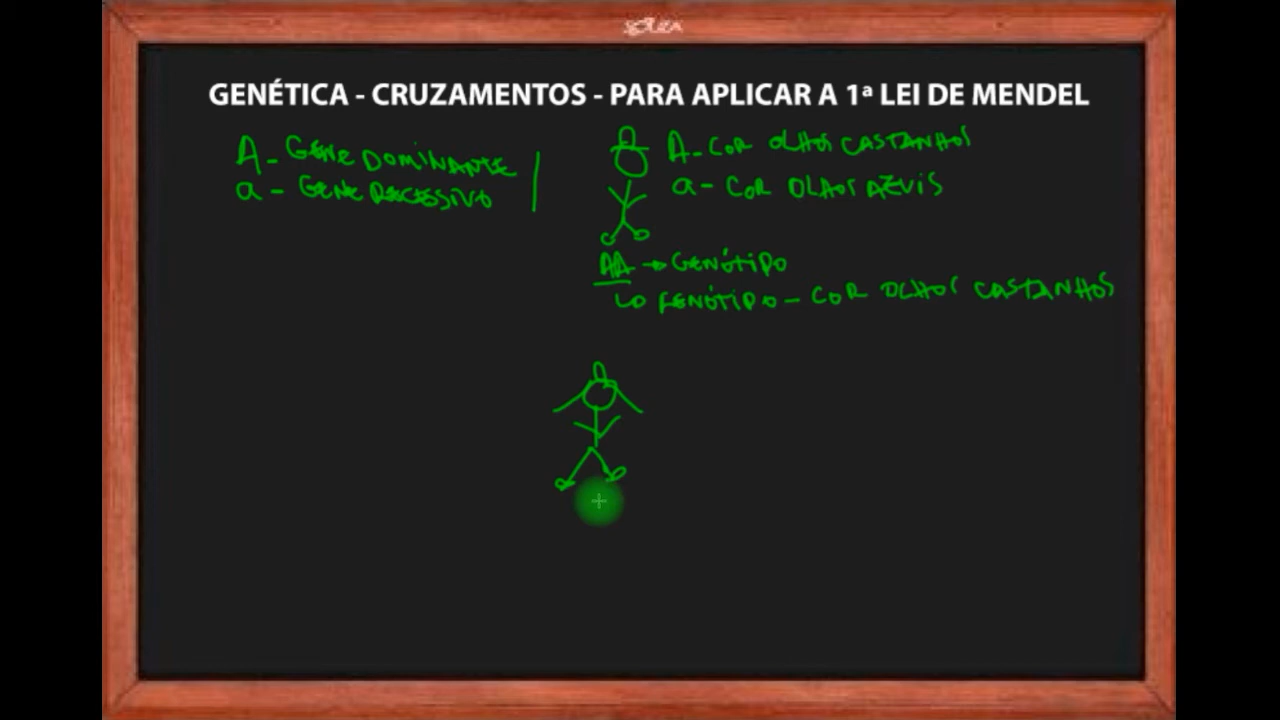 SOUZA
GENÉTICA - CRUZAMENTOS - PARA APLICAR A 1ª LEI DE MENDEL
A - GENE DOMINANTE
a - GENE RECESSIVO
A - COR OLHOS CASTANHOS
a - COR OLHOS AZUIS
AA → GENÓTIPO
↳ FENÓTIPO - COR OLHOS CASTANHOS